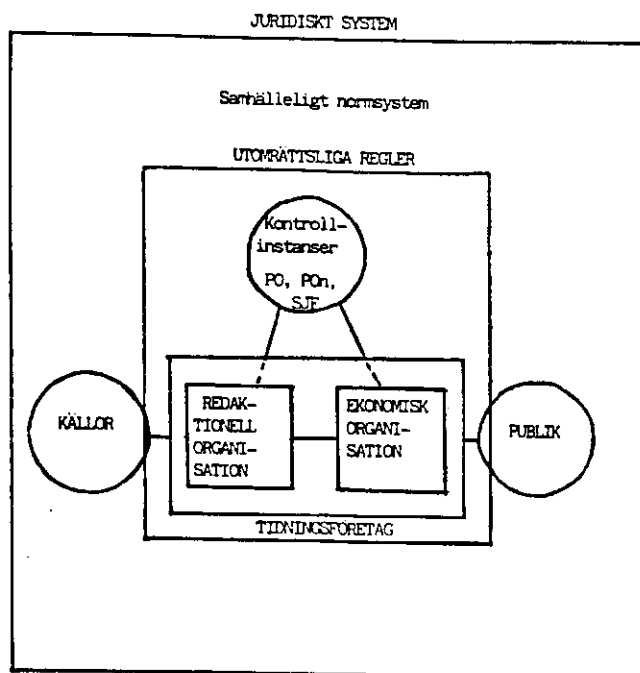 JURIDISKT SYSTEM
Samhälleligt normsystem
UTOMRÄTTSLIGA REGLER
Kontroll-
instanser
PO, POn,
SJF
KÄLLOR
REDAK-
TIONELL
ORGANI-
SATION
EKONOMISK
ORGANI-
SATION
PUBLIK
TIDNINGSFÖRETAG